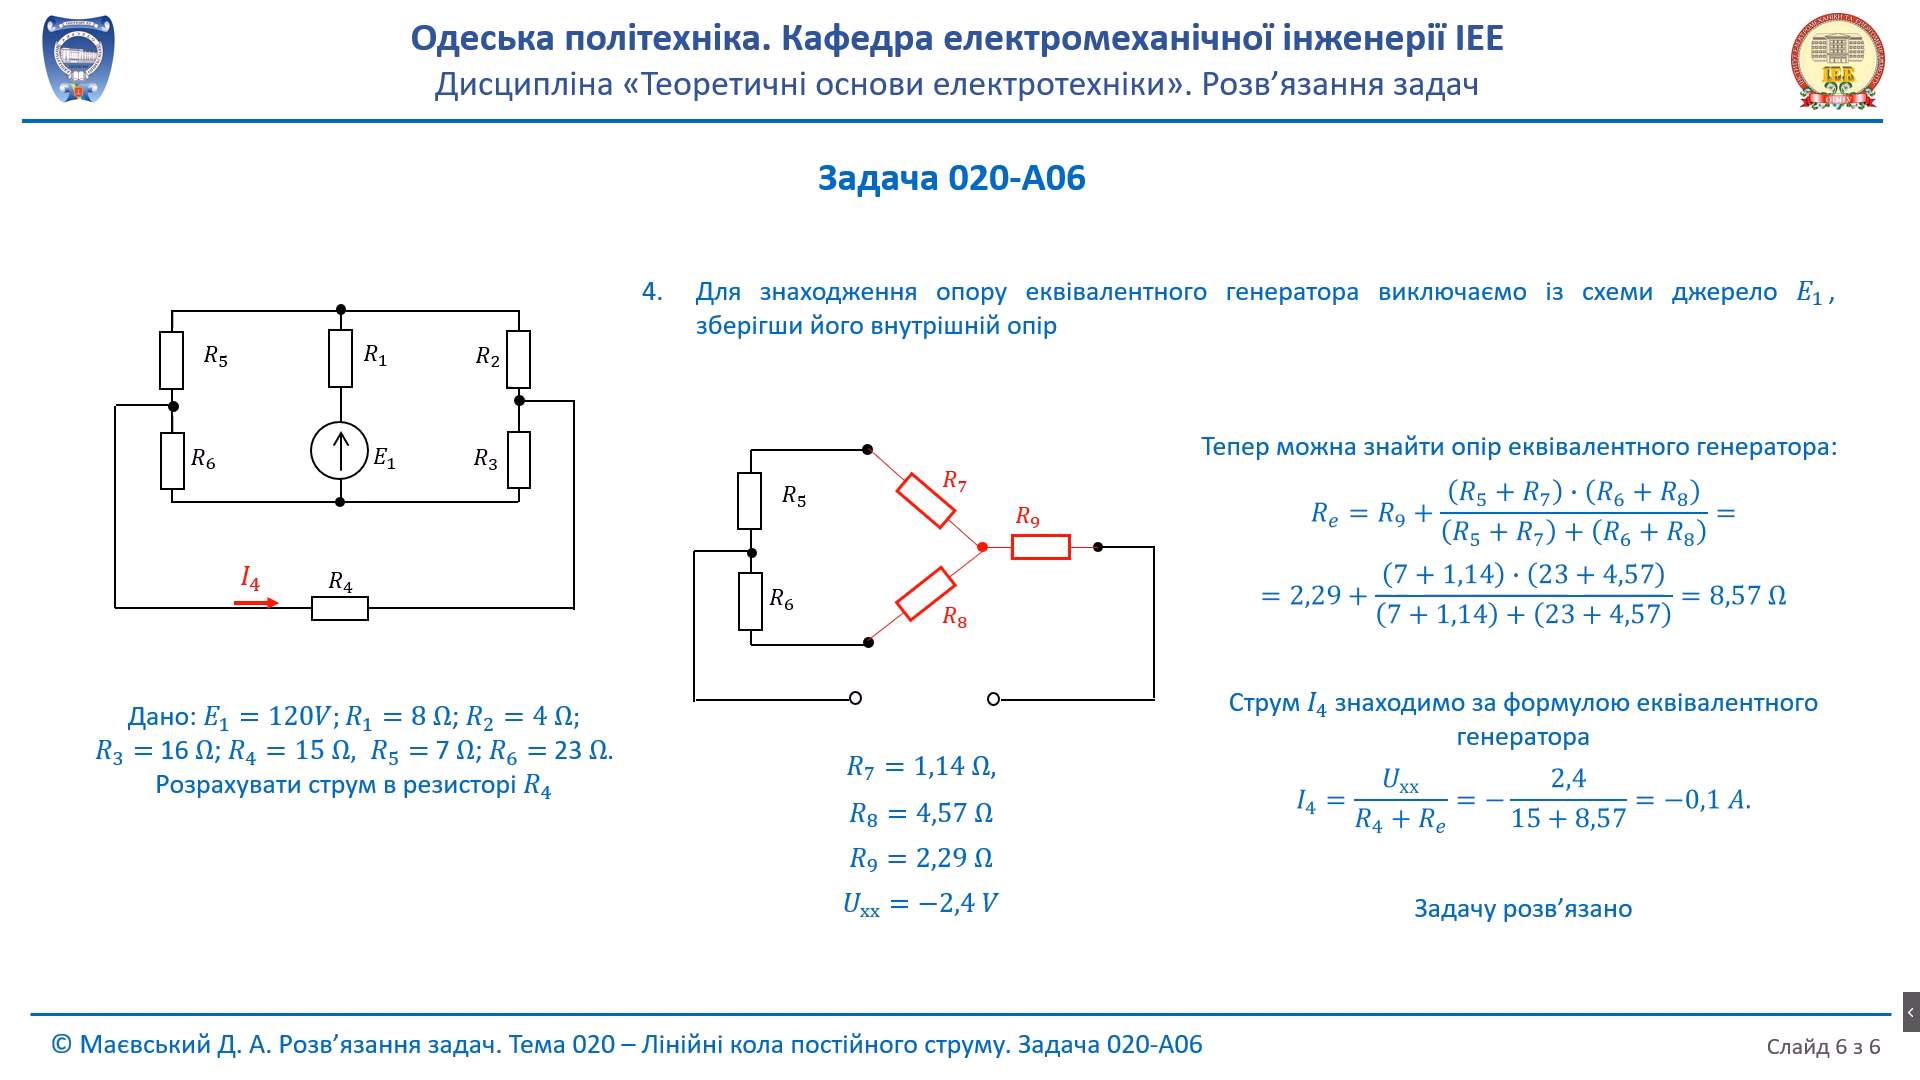 Одеська політехніка. Кафедра електромеханічної інженерії ІЕЕ
Дисципліна «Теоретичні основи електротехніки». Розв’язання задач
Задача 020-А06
R5
R1
R2
R6
E1
R3
I4
R4
Дано: E1 = 120V; R1 = 8 Ω; R2 = 4 Ω;
R3 = 16 Ω; R4 = 15 Ω, R5 = 7 Ω; R6 = 23 Ω.
Розрахувати струм в резисторі R4
4. Для знаходження опору еквівалентного генератора виключаємо із схеми джерело E1,
зберігши його внутрішній опір
R5
R7
R9
R6
R8
R7 = 1,14 Ω,
R8 = 4,57 Ω
R9 = 2,29 Ω
Uхх = −2,4 V
Тепер можна знайти опір еквівалентного генератора:
Re = R9 + (R5 + R7) · (R6 + R8) / (R5 + R7) + (R6 + R8) =
= 2,29 + (7 + 1,14) · (23 + 4,57) / (7 + 1,14) + (23 + 4,57) = 8,57 Ω
Струм I4 знаходимо за формулою еквівалентного
генератора
I4 = Uхх / R4 + Re = − 2,4 / 15 + 8,57 = −0,1 A.
Задачу розв’язано
© Маєвський Д. А. Розв’язання задач. Тема 020 – Лінійні кола постійного струму. Задача 020-А06
Слайд 6 з 6